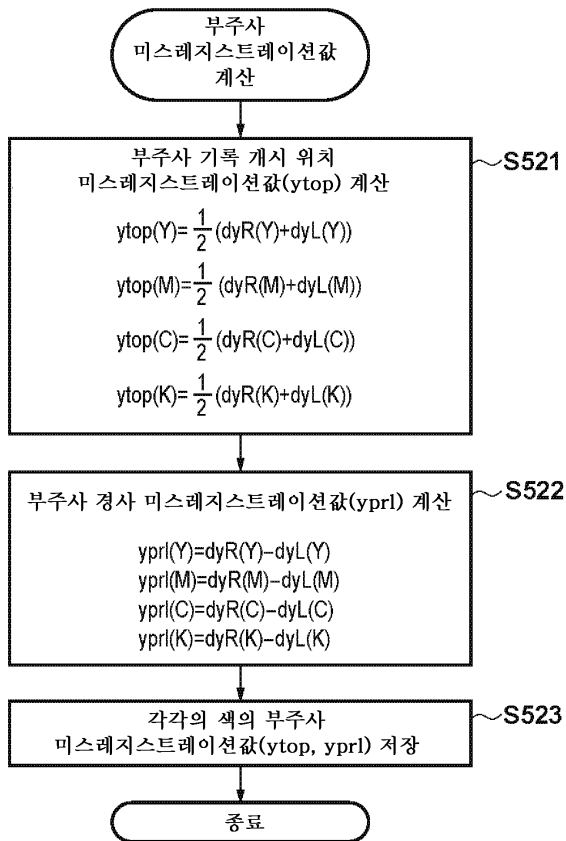 부주사
미스레지스트레이션값
계산
부주사 기록 개시 위치
미스레지스트레이션값(ytop) 계산
S521
ytop(Y)= 1/2 (dyR(Y)+dyL(Y))
ytop(M)= 1/2 (dyR(M)+dyL(M))
ytop(C)= 1/2 (dyR(C)+dyL(C))
ytop(K)= 1/2 (dyR(K)+dyL(K))
부주사 경사 미스레지스트레이션값(yprl) 계산
S522
yprl(Y)=dyR(Y)–dyL(Y)
yprl(M)=dyR(M)–dyL(M)
yprl(C)=dyR(C)–dyL(C)
yprl(K)=dyR(K)–dyL(K)
각각의 색의 부주사
미스레지스트레이션값(ytop, yprl) 저장
S523
종료